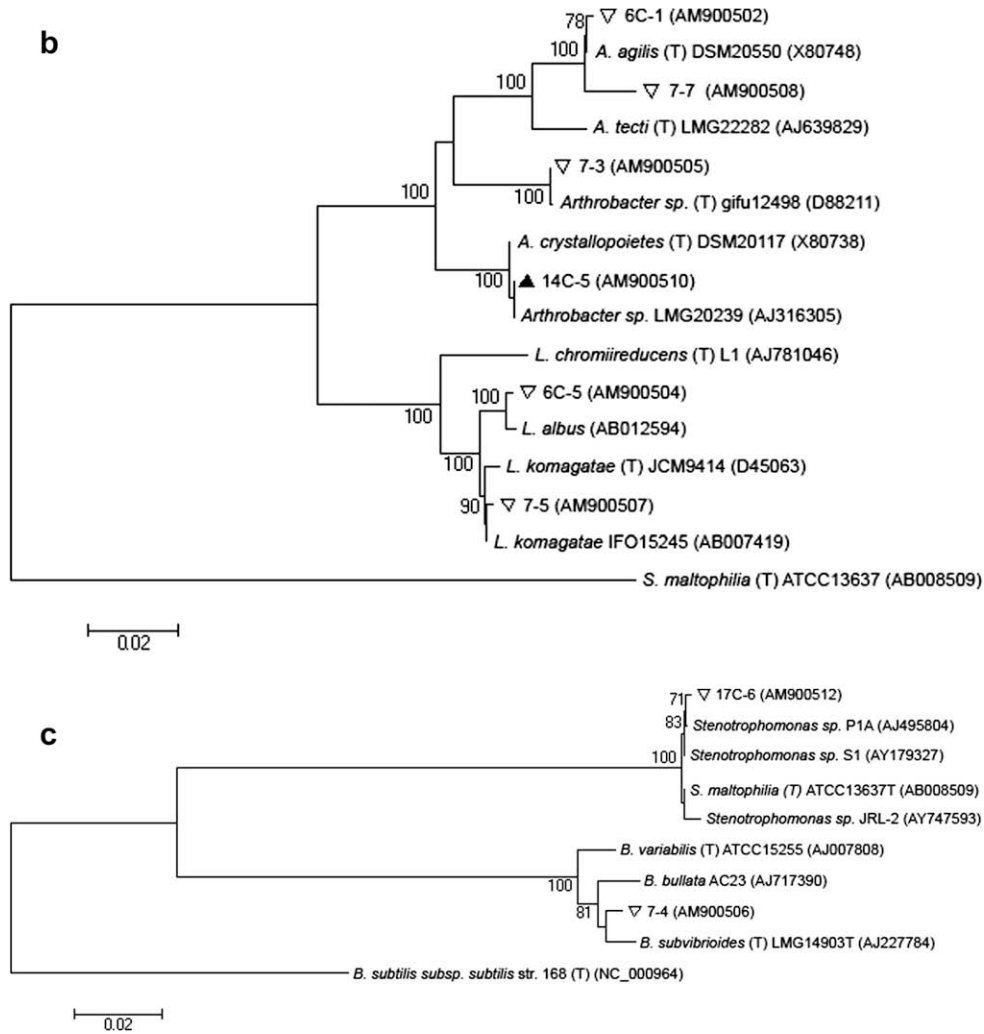 b
78
▽ 6C-1 (AM900502)
100
A. agilis (T) DSM20550 (X80748)
100
▽ 7-7 (AM900508)
A. tecti (T) LMG22282 (AJ639829)
▽ 7-3 (AM900505)
100
100
Arthrobacter sp. (T) gifu12498 (D88211)
A. crystallopoietes (T) DSM20117 (X80738)
100
▲ 14C-5 (AM900510)
Arthrobacter sp. LMG20239 (AJ316305)
L. chromiireducens (T) L1 (AJ781046)
100
▽ 6C-5 (AM900504)
100
L. albus (AB012594)
100
L. komagatae (T) JCM9414 (D45063)
90
▽ 7-5 (AM900507)
L. komagatae IFO15245 (AB007419)
S. maltophilia (T) ATCC13637 (AB008509)
0.02
c
71
▽ 17C-6 (AM900512)
83
Stenotrophomonas sp. P1A (AJ495804)
100
Stenotrophomonas sp. S1 (AY179327)
S. maltophilia (T) ATCC13637T (AB008509)
Stenotrophomonas sp. JRL-2 (AY747593)
B. variabilis (T) ATCC15255 (AJ007808)
100
B. bullata AC23 (AJ717390)
81
▽ 7-4 (AM900506)
B. subvibrioides (T) LMG14903T (AJ227784)
B. subtilis subsp. subtilis str. 168 (T) (NC_000964)
0.02